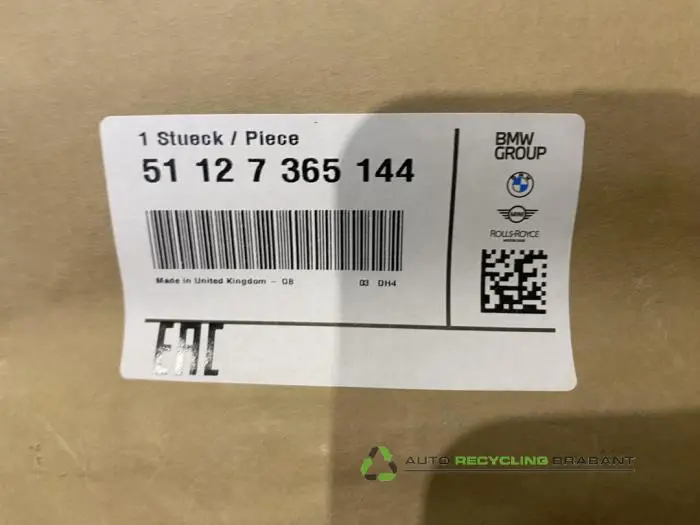 1 Stueck / Piece
51 12 7 365 144
Made in United Kingdom - GB 03 DH4
BMW
GROUP
MINI
ROLLS-ROYCE
EAC
AUTO RECYCLING BRABANT